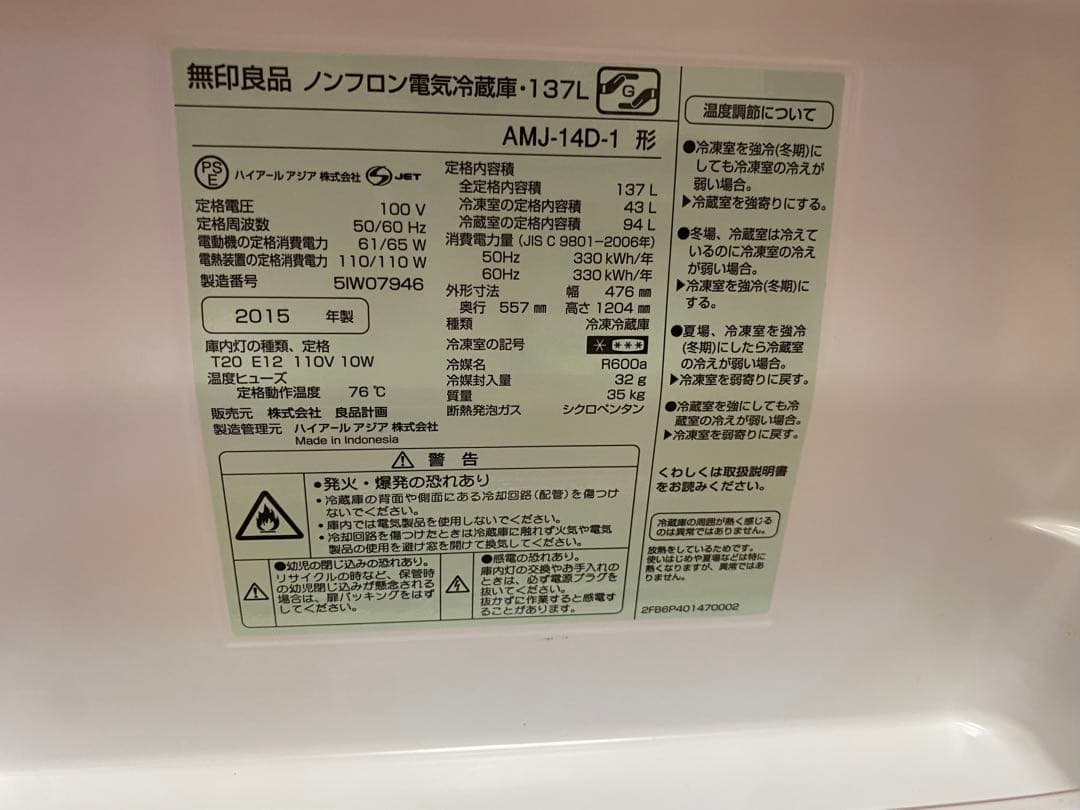 無印良品 ノンフロン電気冷蔵庫・137L G
AMJ-14D-1 形
PSE ハイアール アジア 株式会社 JET
定格電圧 100 V
定格周波数 50/60 Hz
電動機の定格消費電力 61/65 W
電熱装置の定格消費電力 110/110 W
製造番号 5IW07946
2015 年製
庫内灯の種類、定格
T20 E12 110V 10W
温度ヒューズ
定格動作温度 76 ℃
販売元 株式会社 良品計画
製造管理元 ハイアール アジア 株式会社
Made in Indonesia
定格内容積
全定格内容積 137 L
冷凍室の定格内容積 43 L
冷蔵室の定格内容積 94 L
消費電力量 (JIS C 9801-2006年)
50Hz 330 kWh/年
60Hz 330 kWh/年
外形寸法 幅 476 mm
奥行 557 mm 高さ 1204 mm
種類 冷凍冷蔵庫
冷凍室の記号 * ***
冷媒名 R600a
冷媒封入量 32 g
質量 35 kg
断熱発泡ガス シクロペンタン
警告
●発火・爆発の恐れあり
・冷蔵庫の背面や側面にある冷却回路(配管)を傷つけ
ないでください。
・庫内では電気製品を使用しないでください。
・冷却回路を傷つけたときは冷蔵庫に触れず火気や電気
製品の使用を避け窓を開けて換気してください。
●幼児の閉じ込みの恐れあり。
リサイクルの時など、保管時
の幼児閉じ込みが懸念される
場合は、扉パッキングをはず
してください。
●感電の恐れあり。
庫内灯の交換やお手入れの
ときは、必ず電源プラグを
抜いてください。
抜かずに作業すると感電す
ることがあります。
温度調節について
●冷凍室を強冷(冬期)に
しても冷凍室の冷えが
弱い場合。
▶冷蔵室を強寄りにする。
●冬場、冷蔵室は冷えて
いるのに冷凍室の冷え
が弱い場合。
▶冷凍室を強冷(冬期)に
する。
●夏場、冷凍室を強冷
(冬期)にしたら冷蔵室
の冷えが弱い場合。
▶冷凍室を弱寄りに戻す。
●冷蔵室を強にしても冷
蔵室の冷えが弱い場合。
▶冷凍室を弱寄りに戻す。
くわしくは取扱説明書
をお読みください。
冷蔵庫の周囲が熱く感じる
のは異常ではありません。
放熱をしているためです。
使いはじめや夏場などは特に
熱くなりますが、異常ではあ
りません。
2FB6P401470002